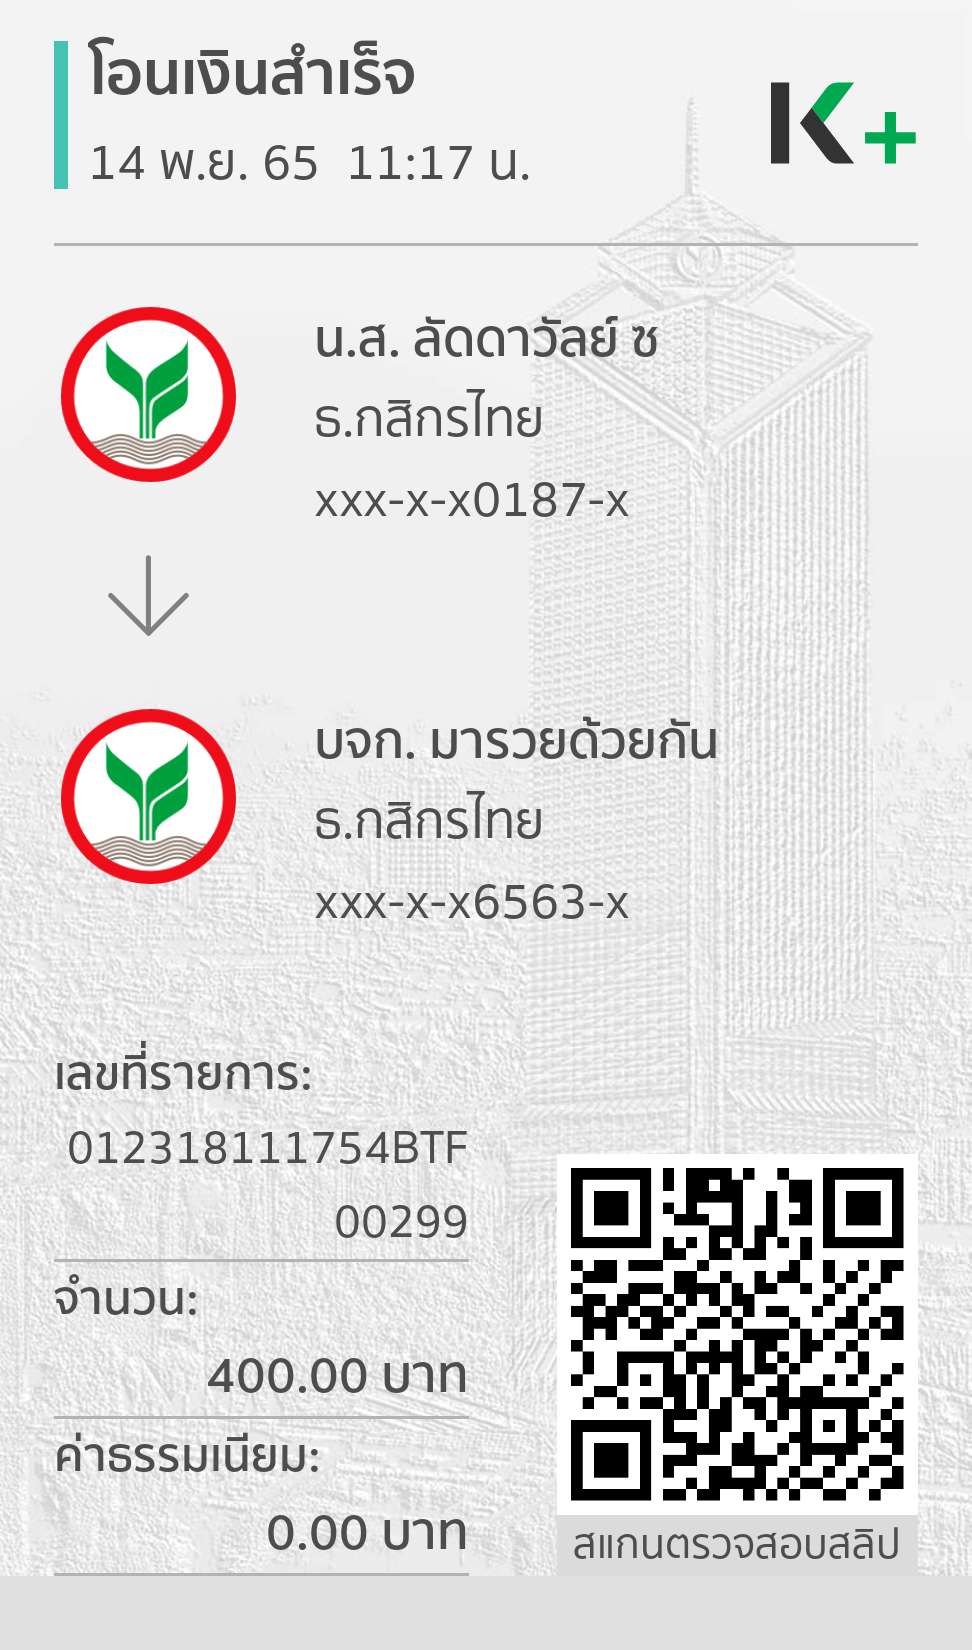 โอนเงินสำเร็จ
14 พ.ย. 65 11:17 น.
K+
น.ส. ลัดดาวัลย์ ซ
ธ.กสิกรไทย
xxx-x-x0187-x
บจก. มารวยด้วยกัน
ธ.กสิกรไทย
xxx-x-x6563-x
เลขที่รายการ:
012318111754BTF
00299
จำนวน:
400.00 บาท
ค่าธรรมเนียม:
0.00 บาท
สแกนตรวจสอบสลิป